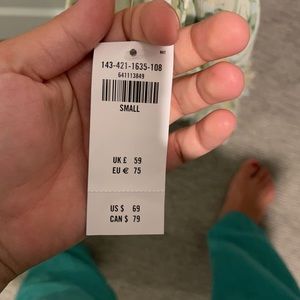 143-421-1635-108
641113849
SMALL
UK £ 59
EU € 75
US $ 69
CAN $ 79